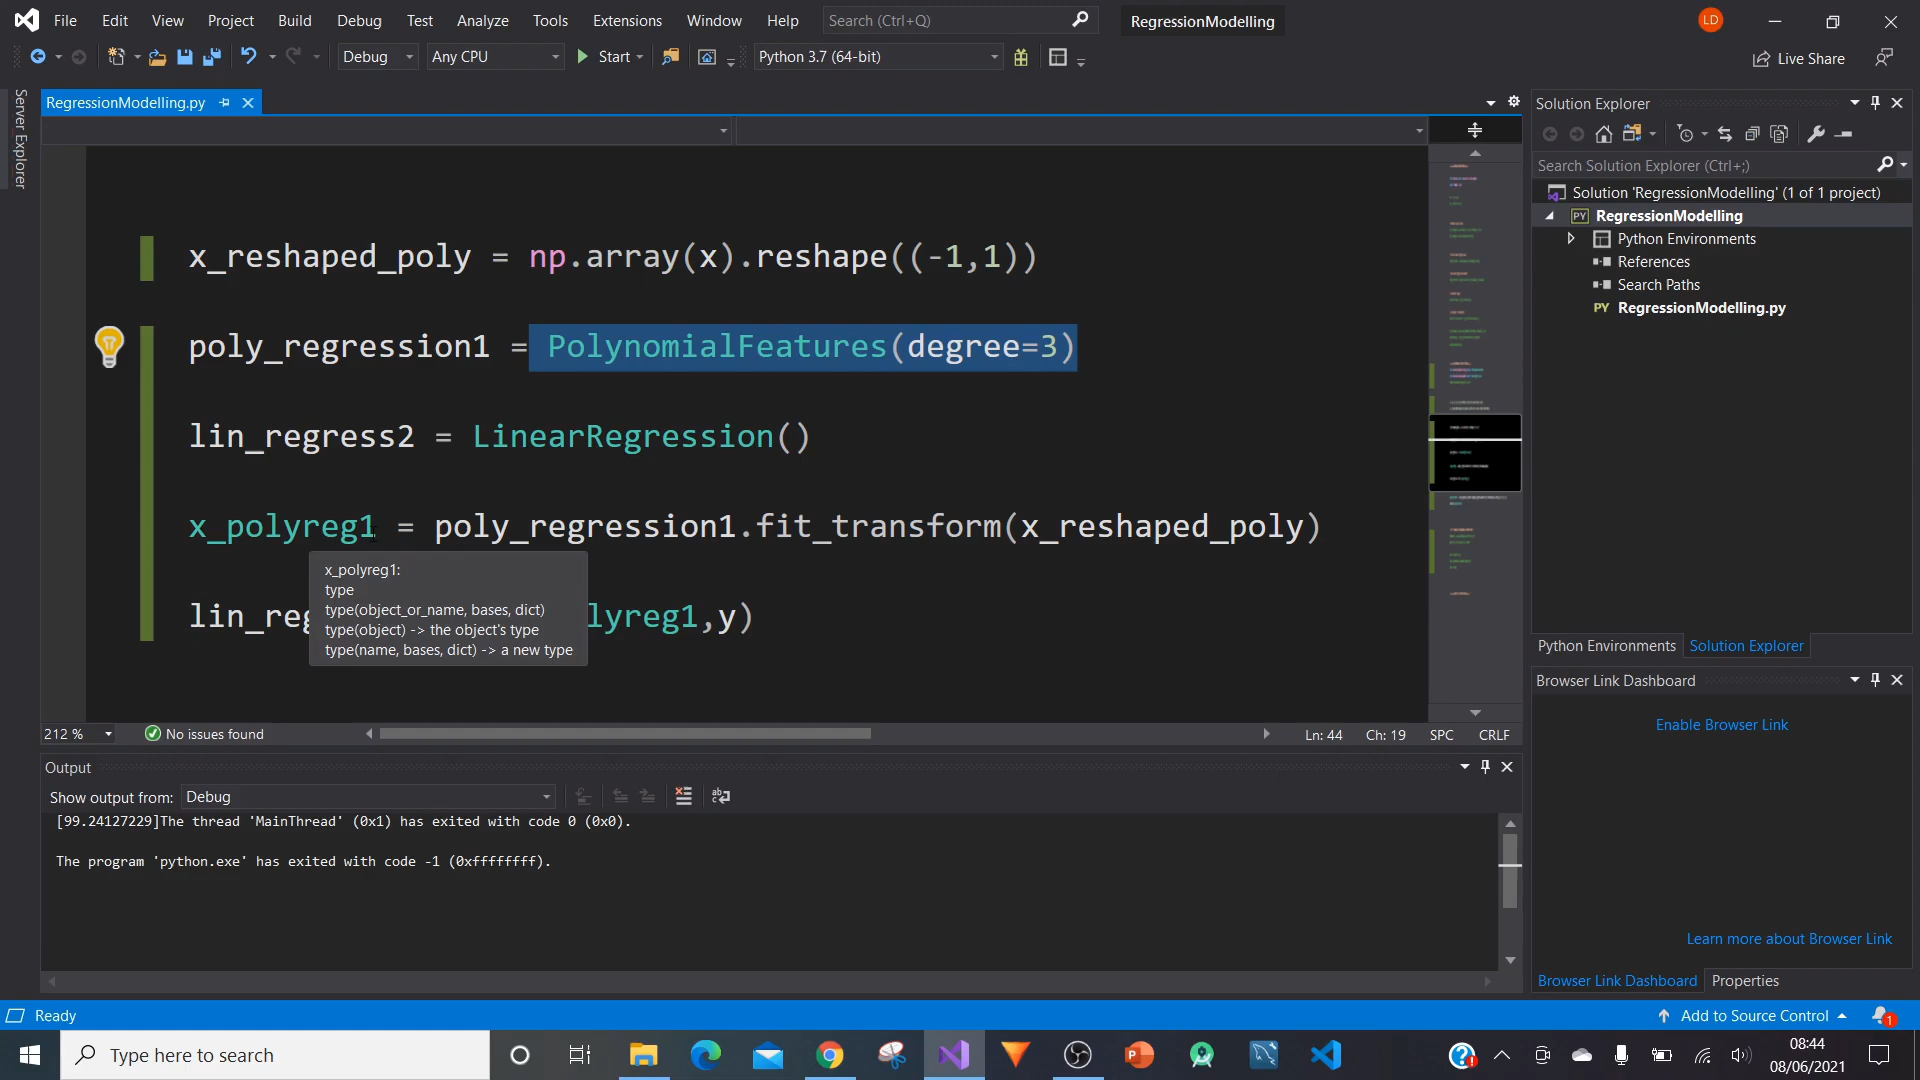 File Edit View Project Build Debug Test Analyze Tools Extensions Window Help Search (Ctrl+Q) RegressionModelling LD
Debug Any CPU Start Python 3.7 (64-bit) Live Share
Server Explorer
RegressionModelling.py
x_reshaped_poly = np.array(x).reshape((-1,1))
poly_regression1 = PolynomialFeatures(degree=3)
lin_regress2 = LinearRegression()
x_polyreg1 = poly_regression1.fit_transform(x_reshaped_poly)
x_polyreg1:
type
type(object_or_name, bases, dict)
type(object) -> the object's type
type(name, bases, dict) -> a new type
lin_reg lyreg1,y)
212 % No issues found Ln: 44 Ch: 19 SPC CRLF
Output
Show output from: Debug
[99.24127229]The thread 'MainThread' (0x1) has exited with code 0 (0x0).
The program 'python.exe' has exited with code -1 (0xffffffff).
Solution Explorer
Search Solution Explorer (Ctrl+;)
Solution 'RegressionModelling' (1 of 1 project)
PY RegressionModelling
Python Environments
References
Search Paths
PY RegressionModelling.py
Python Environments Solution Explorer
Browser Link Dashboard
Enable Browser Link
Learn more about Browser Link
Browser Link Dashboard Properties
Ready Add to Source Control 1
Type here to search
08:44
08/06/2021